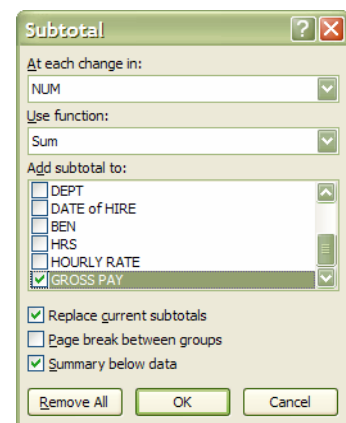 Subtotal ?
At each change in:
NUM
Use function:
Sum
Add subtotal to:
DEPT
DATE of HIRE
BEN
HRS
HOURLY RATE
GROSS PAY
Replace current subtotals
Page break between groups
Summary below data
Remove All OK Cancel